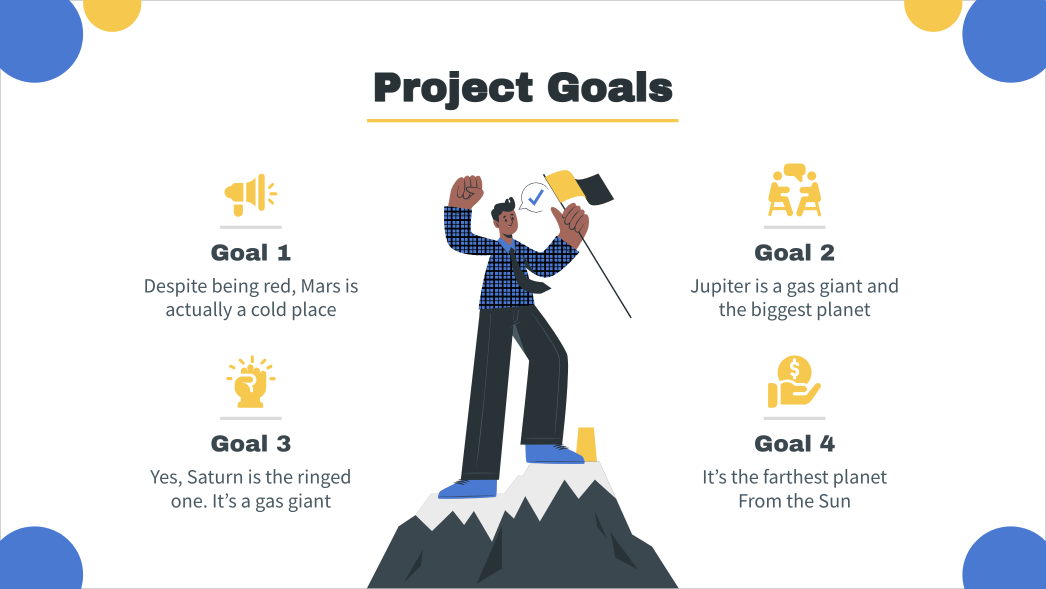 Project Goals
Goal 1
Despite being red, Mars is
actually a cold place
Goal 2
Jupiter is a gas giant and
the biggest planet
Goal 3
Yes, Saturn is the ringed
one. It’s a gas giant
Goal 4
It’s the farthest planet
From the Sun
$